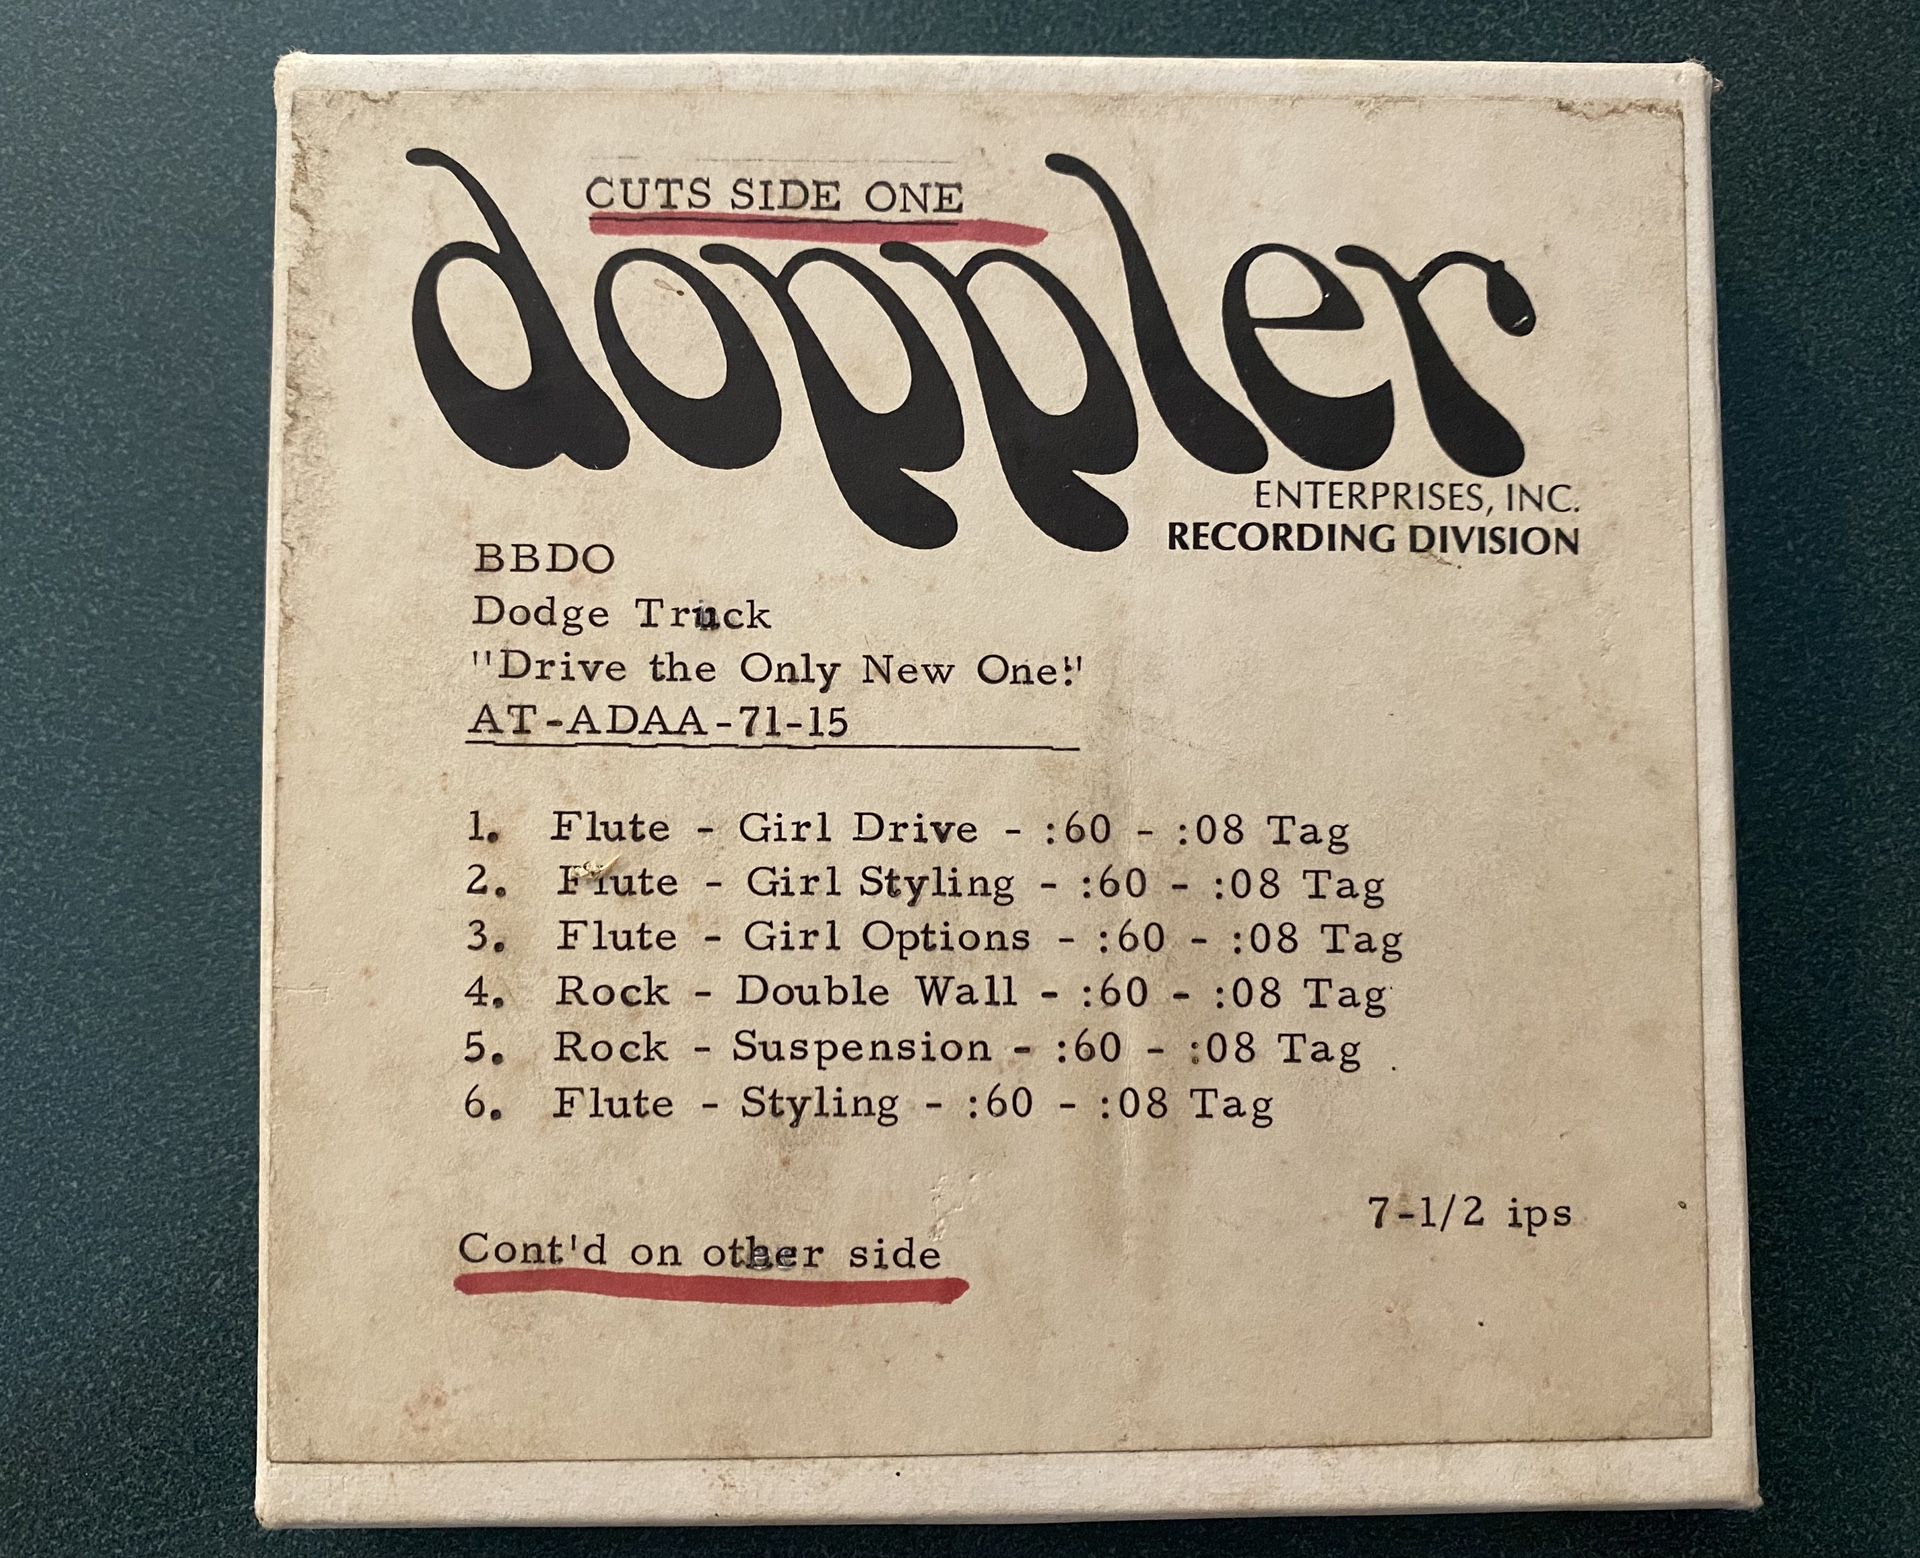 CUTS SIDE ONE
doppler
ENTERPRISES, INC.
RECORDING DIVISION
BBDO
Dodge Truck
"Drive the Only New One!"
AT-ADAA-71-15
1. Flute - Girl Drive - :60 - :08 Tag
2. Flute - Girl Styling - :60 - :08 Tag
3. Flute - Girl Options - :60 - :08 Tag
4. Rock - Double Wall - :60 - :08 Tag
5. Rock - Suspension - :60 - :08 Tag
6. Flute - Styling - :60 - :08 Tag
7-1/2 ips
Cont'd on other side